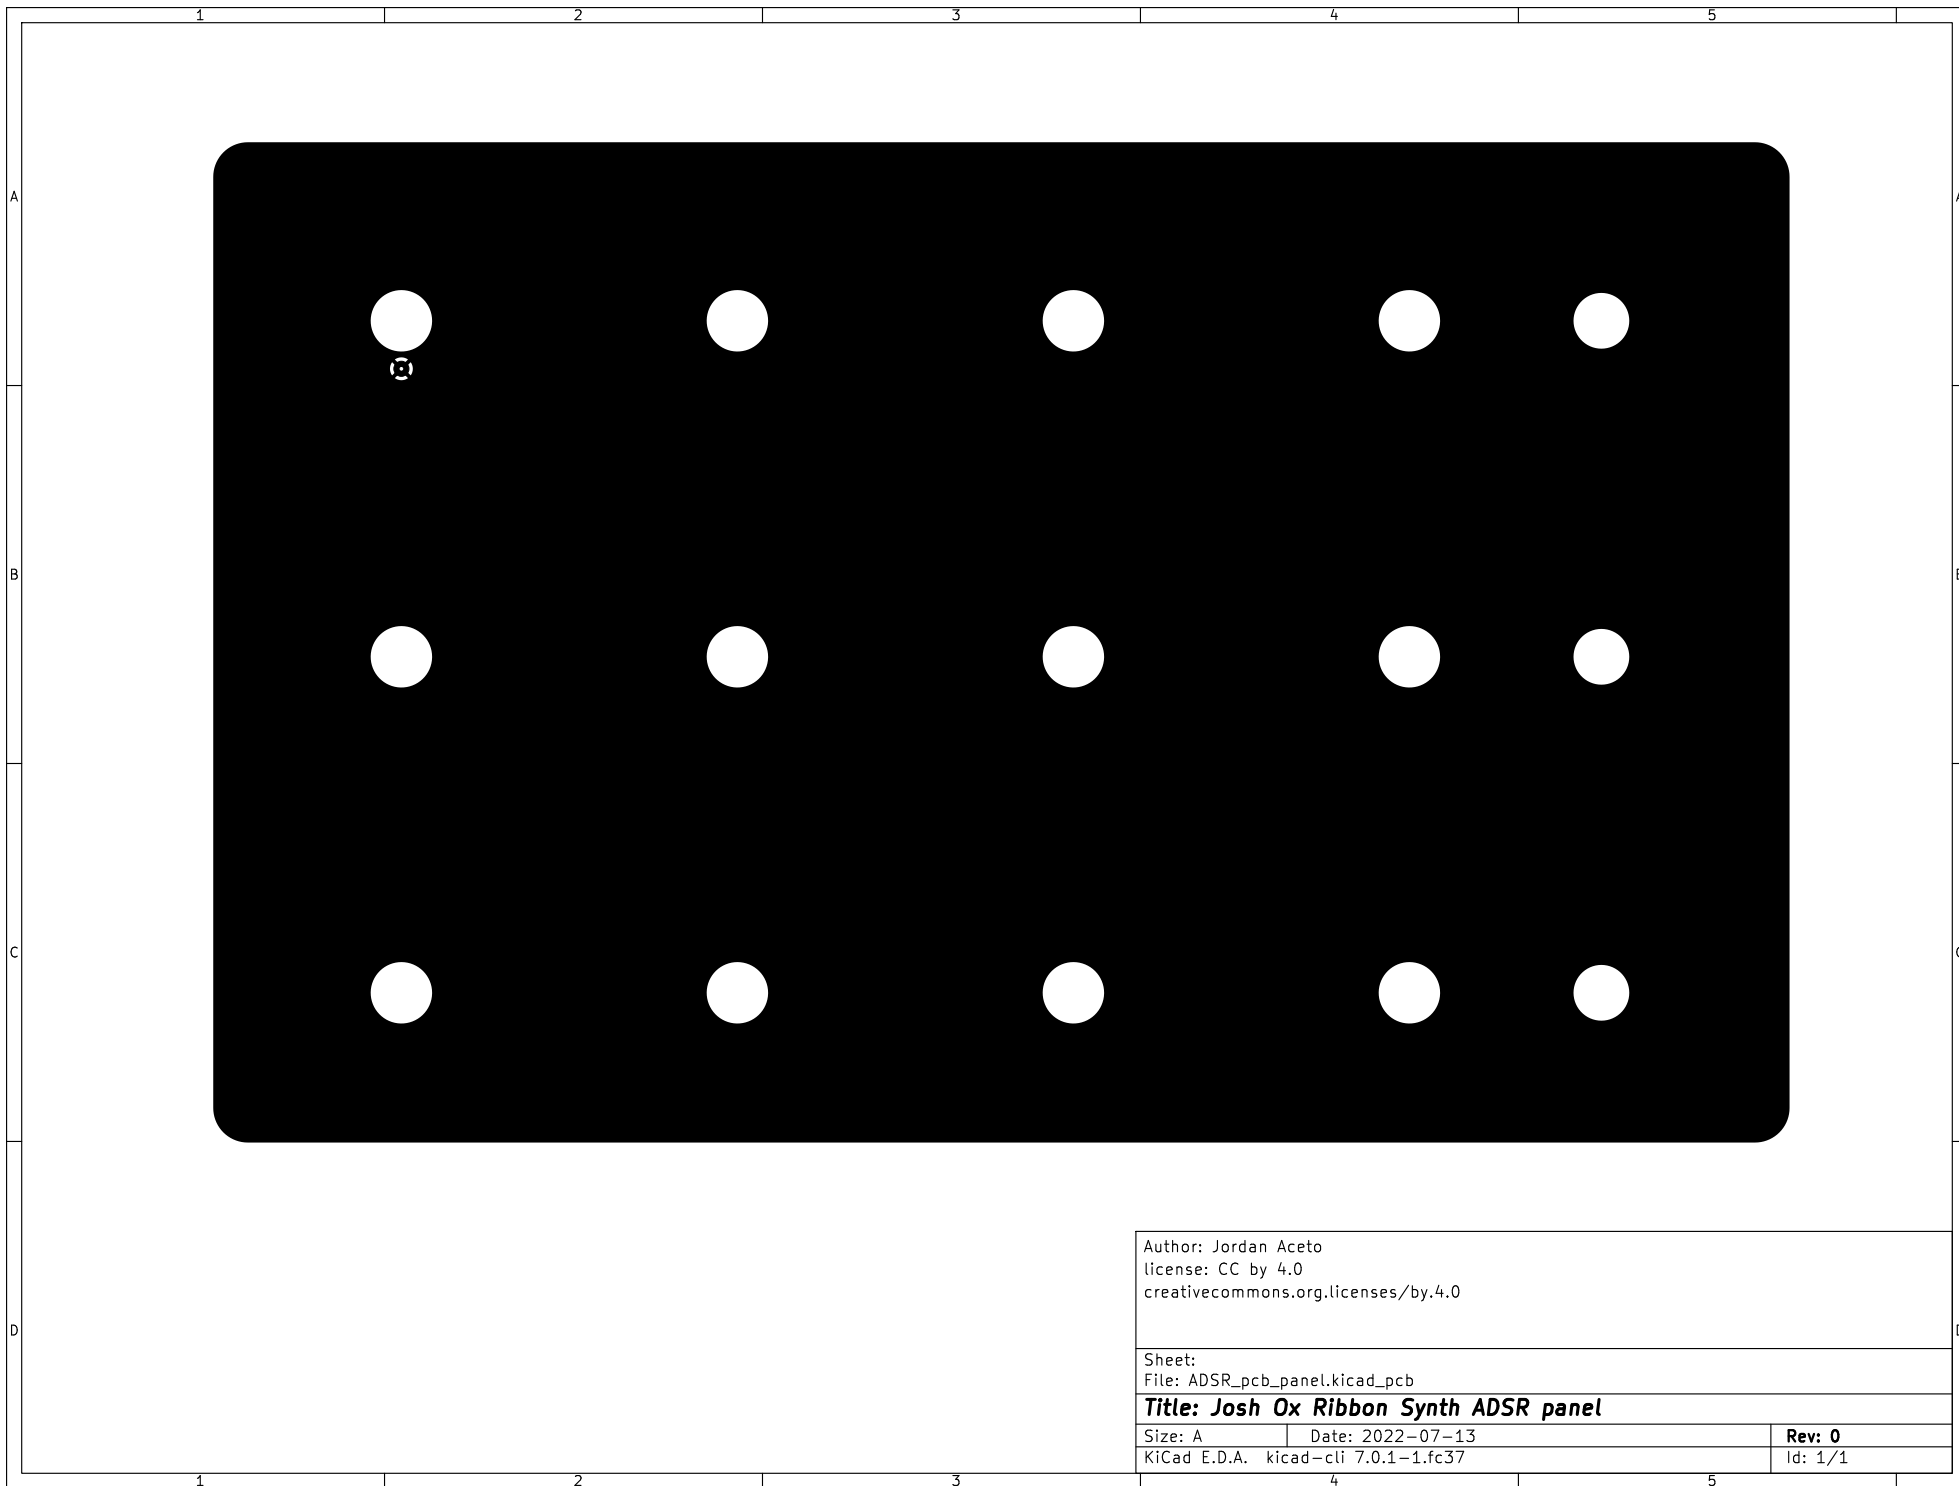 1 2 3 4 5
A A
B B
C C
D D
Author: Jordan Aceto
license: CC by 4.0
creativecommons.org.licenses/by.4.0
Sheet:
File: ADSR_pcb_panel.kicad_pcb
Title: Josh Ox Ribbon Synth ADSR panel
Size: A Date: 2022-07-13 Rev: 0
KiCad E.D.A. kicad-cli 7.0.1-1.fc37 Id: 1/1
1 2 3 4 5